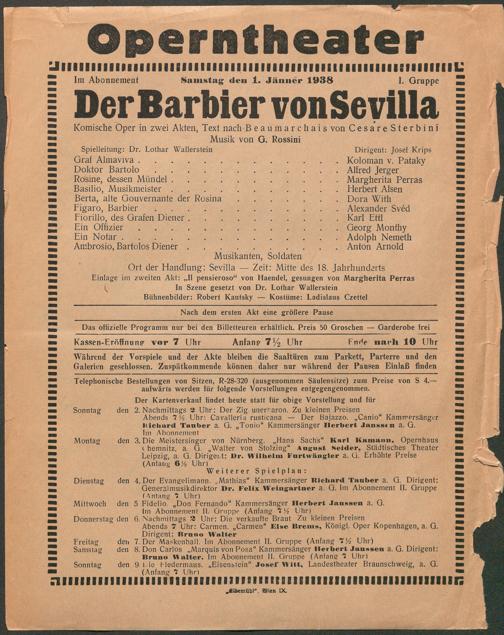 Operntheater
Im Abonnement Samstag den 1. Jänner 1938 I. Gruppe
Der Barbier von Sevilla
Komische Oper in zwei Akten, Text nach Beaumarchais von Cesare Sterbini
Musik von G. Rossini
Spielleitung: Dr. Lothar Wallerstein Dirigent: Josef Krips
Graf Almaviva . . . . . . . . . . Koloman v. Pataky
Doktor Bartolo . . . . . . . . . . Alfred Jerger
Rosine, dessen Mündel . . . . . . . . . . Margherita Perras
Basilio, Musikmeister . . . . . . . . . . Herbert Alsen
Berta, alte Gouvernante der Rosina . . . . . . . . Dora With
Figaro, Barbier . . . . . . . . . . Alexander Svéd
Fiorillo, des Grafen Diener . . . . . . . . . . Karl Ettl
Ein Offizier . . . . . . . . . . Georg Monthy
Ein Notar . . . . . . . . . . Adolph Nemeth
Ambrosio, Bartolos Diener . . . . . . . . . . Anton Arnold
Musikanten, Soldaten
Ort der Handlung: Sevilla — Zeit: Mitte des 18. Jahrhunderts
Einlage im zweiten Akt: „Il pensieroso" von Haendel, gesungen von Margherita Perras
In Szene gesetzt von Dr. Lothar Wallerstein
Bühnenbilder: Robert Kautsky — Kostüme: Ladislaus Czettel
Nach dem ersten Akt eine größere Pause
Das offizielle Programm nur bei den Billetteuren erhältlich. Preis 50 Groschen — Garderobe frei
Kassen-Eröffnung vor 7 Uhr Anfang 7½ Uhr Ende nach 10 Uhr
Während der Vorspiele und der Akte bleiben die Saaltüren zum Parkett, Parterre und den
Galerien geschlossen. Zuspätkommende können daher nur während der Pausen Einlaß finden
Telephonische Bestellungen von Sitzen, R-28-320 (ausgenommen Säulensitze) zum Preise von S 4.—
aufwärts werden für folgende Vorstellungen entgegengenommen.
Der Kartenverkauf findet heute statt für obige Vorstellung und für
Sonntag den 2. Nachmittags 2 Uhr: Der Zigeunerbaron. Zu kleinen Preisen
Abends 7½ Uhr: Cavalleria rusticana — Der Bajazzo. „Canio" Kammersänger
Richard Tauber a. G. „Tonio" Kammersänger Herbert Janssen a. G.
Im Abonnement
Montag den 3. Die Meistersinger von Nürnberg. „Hans Sachs" Karl Kamann, Opernhaus
Chemnitz, a. G. „Walter von Stolzing" August Seider, Städtisches Theater
Leipzig, a. G. Dirigent: Dr. Wilhelm Furtwängler a. G. Erhöhte Preise
(Anfang 6½ Uhr)
Weiterer Spielplan:
Dienstag den 4. Der Evangelimann. „Mathias" Kammersänger Richard Tauber a. G. Dirigent:
Generalmusikdirektor Dr. Felix Weingartner a. G. Im Abonnement II. Gruppe
(Anfang 7 Uhr)
Mittwoch den 5. Fidelio. „Don Fernando" Kammersänger Herbert Janssen a. G.
Im Abonnement I. Gruppe (Anfang 7½ Uhr)
Donnerstag den 6. Nachmittags 2 Uhr: Die verkaufte Braut Zu kleinen Preisen
Abends 7 Uhr: Carmen. „Carmen" Else Brems, Königl. Oper Kopenhagen, a. G.
Dirigent: Bruno Walter
Freitag den 7. Der Maskenball. Im Abonnement II. Gruppe (Anfang 7½ Uhr)
Samstag den 8. Don Carlos „Marquis von Posa" Kammersänger Herbert Janssen a. G. Dirigent:
Bruno Walter. Im Abonnement II. Gruppe (Anfang 7 Uhr)
Sonntag den 9. Die Fledermaus. „Eisenstein" Josef Witt, Landestheater Braunschweig, a. G.
(Anfang 7 Uhr)
„Elbemühl", Wien IX.